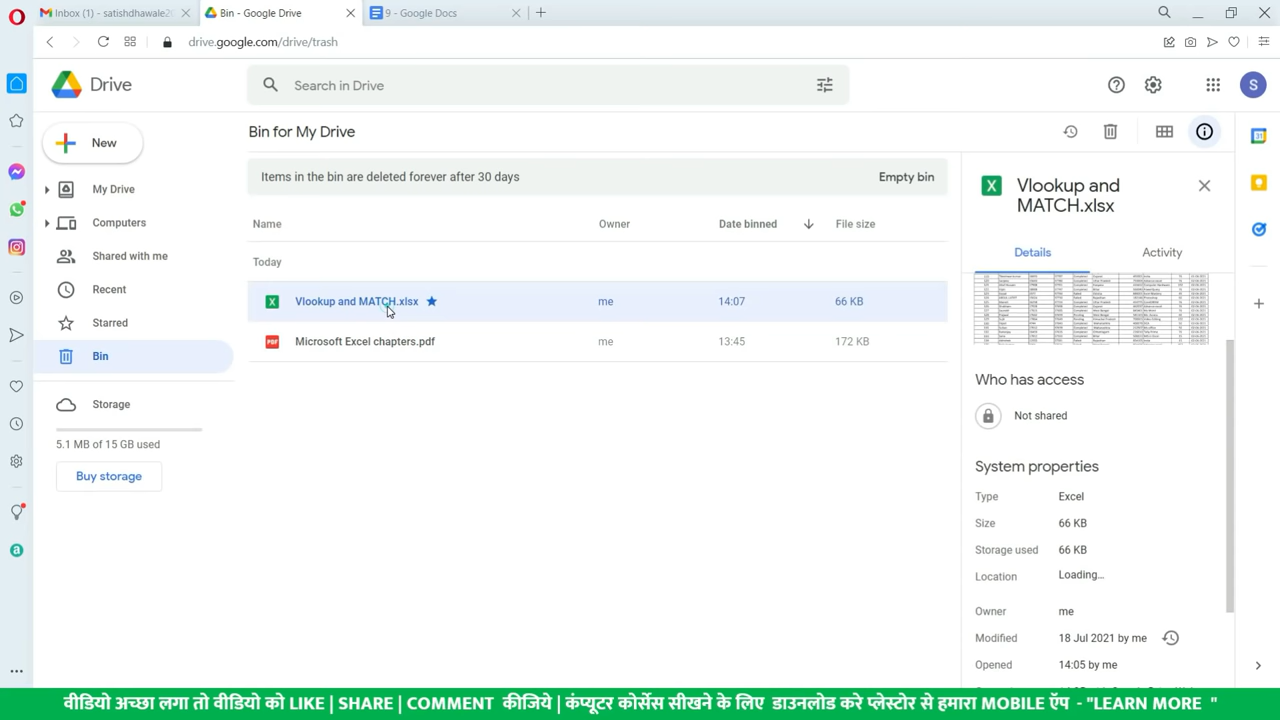 Inbox (1) - satishdhawale2
Bin - Google Drive
9 - Google Docs
drive.google.com/drive/trash
Drive
Search in Drive
S
New
Bin for My Drive
My Drive
Items in the bin are deleted forever after 30 days
Empty bin
Vlookup and
MATCH.xlsx
Computers
Name
Owner
Date binned
File size
Shared with me
Details
Activity
Today
Recent
Vlookup and MATCH.xlsx
me
14:07
66 KB
Starred
Microsoft Excel chapters.pdf
me
13:45
172 KB
Bin
Who has access
Storage
Not shared
5.1 MB of 15 GB used
System properties
Buy storage
Type Excel
Size 66 KB
Storage used 66 KB
Location Loading...
Owner me
Modified 18 Jul 2021 by me
Opened 14:05 by me
वीडियो अच्छा लगा तो वीडियो को LIKE | SHARE | COMMENT कीजिये | कंप्यूटर कोर्सेस सीखने के लिए डाउनलोड करे प्लेस्टोर से हमारा MOBILE ऍप - "LEARN MORE "